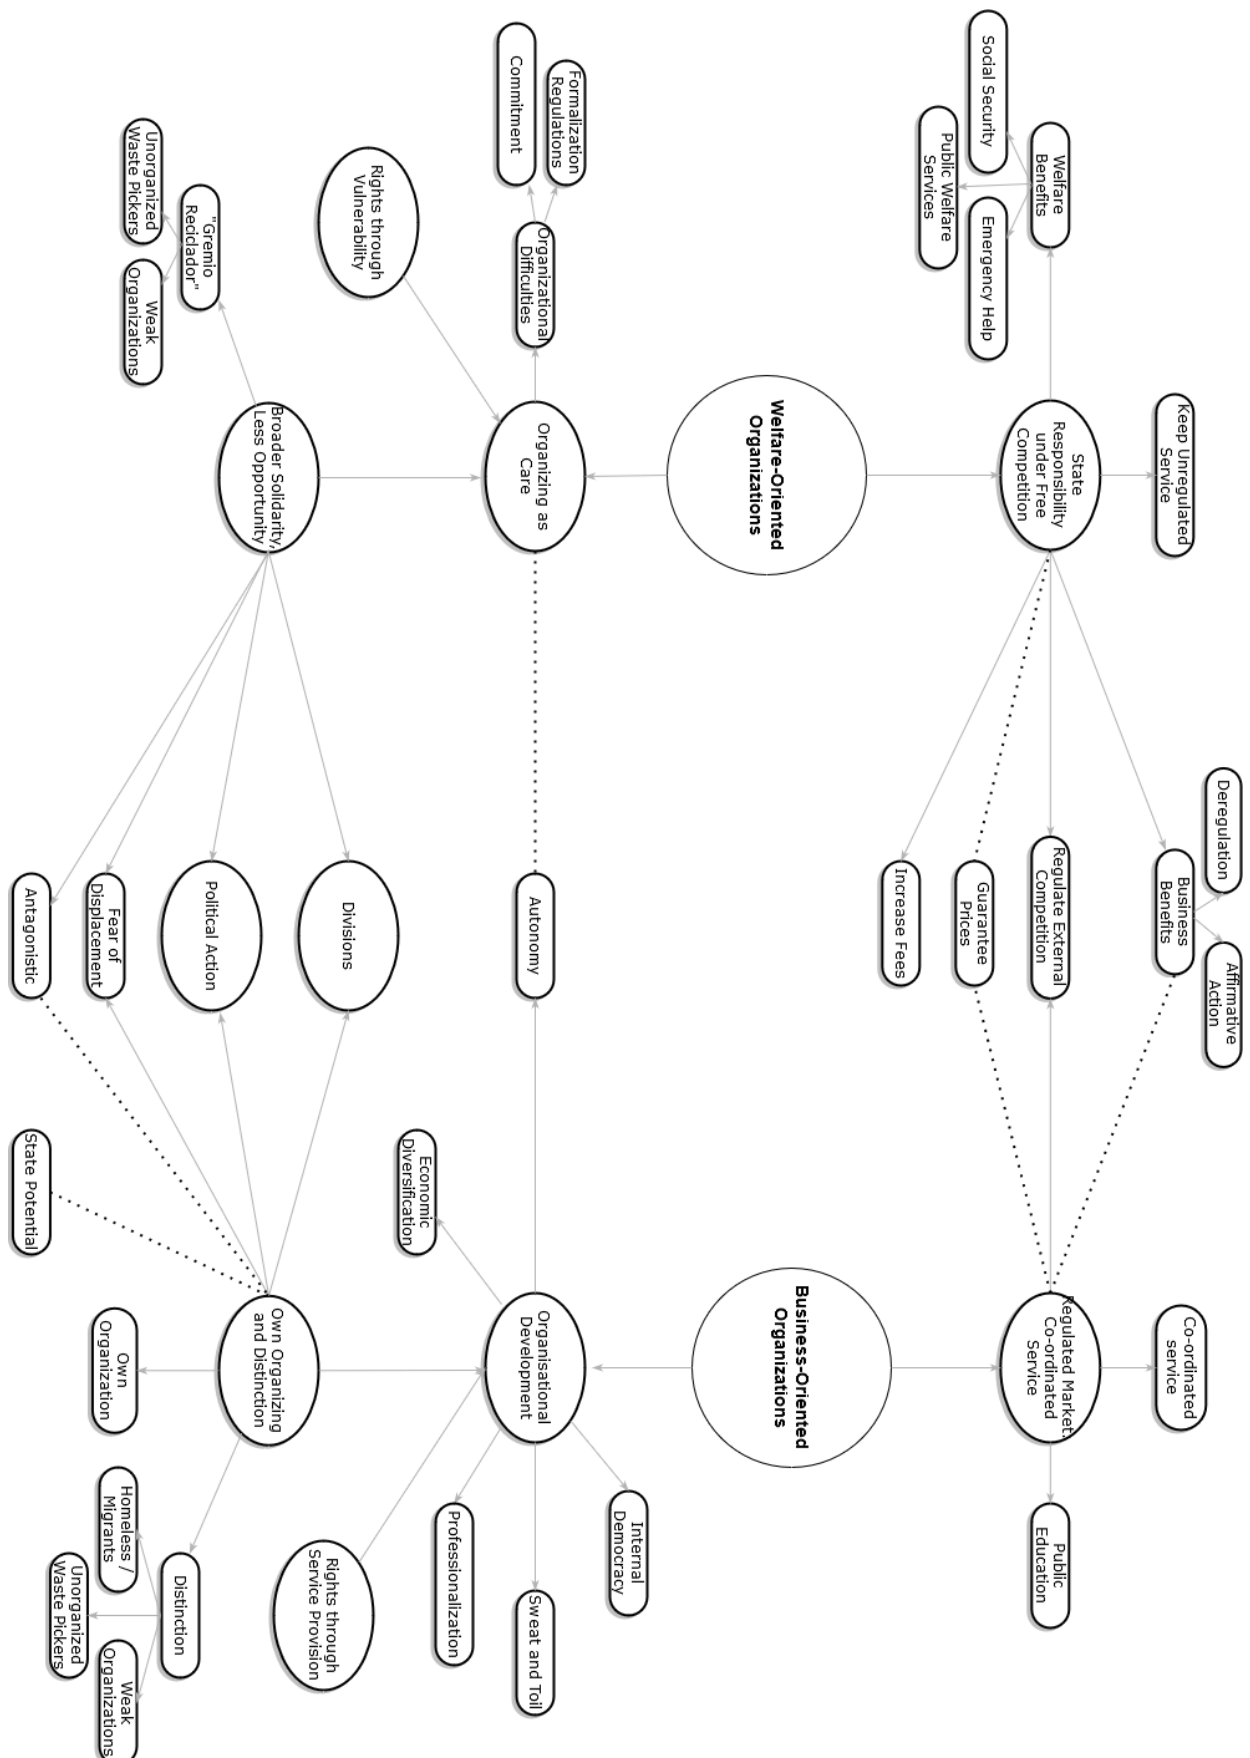 Keep Unregulated
Service
Deregulation
Affirmative
Action
Business
Benefits
Co-ordinated
service
Welfare
Benefits
Social Security
Public Welfare
Services
Emergency Help
State
Responsibility
under Free
Competition
Regulate External
Competition
Guarantee
Prices
Increase Fees
Regulated Market,
Co-ordinated
Service
Public
Education
Welfare-Oriented
Organizations
Business-Oriented
Organizations
Formalization
Regulations
Commitment
Organizational
Difficulties
Organizing as
Care
Autonomy
Organisational
Development
Internal
Democracy
Sweat and Toil
Professionalization
Economic
Diversification
Rights through
Vulnerability
Rights through
Service Provision
Broader Solidarity,
Less Opportunity
Divisions
Political Action
Fear of
Displacement
Antagonistic
Own Organizing
and Distinction
"Gremio
Reciclador"
Unorganized
Waste Pickers
Weak
Organizations
State Potential
Own
Organization
Distinction
Homeless /
Migrants
Unorganized
Waste Pickers
Weak
Organizations